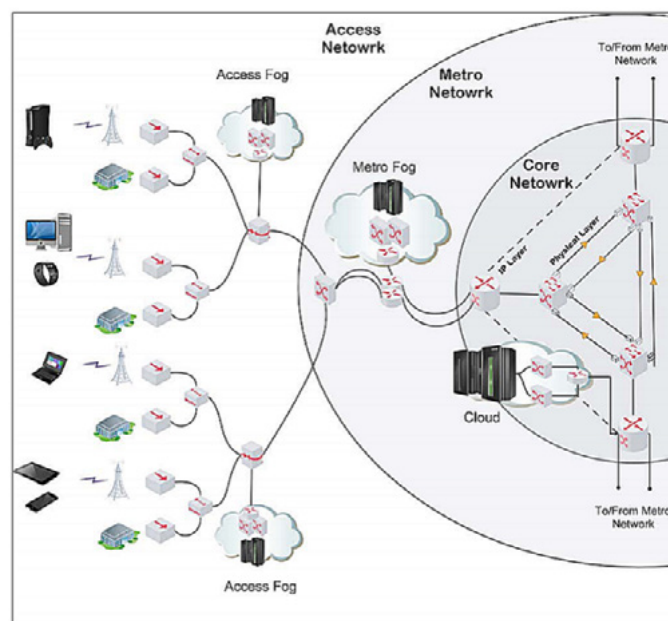 Access
Netowrk
To/From Metro
Network
Access Fog
Metro
Netowrk
Metro Fog
Core
Netowrk
IP Layer
Physical Layer
Cloud
To/From Metro
Network
Access Fog